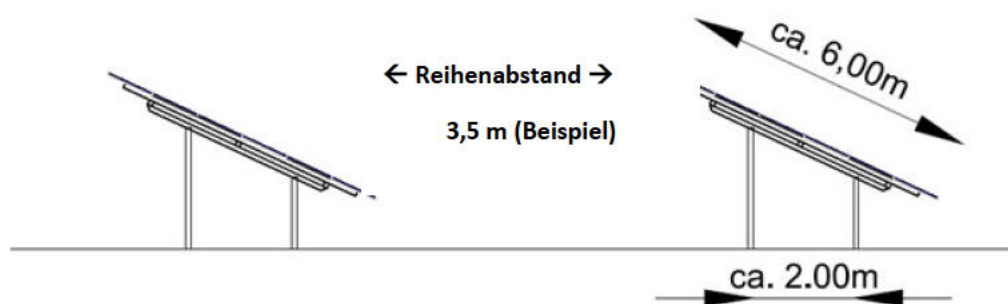 ← Reihenabstand →
3,5 m (Beispiel)
ca. 6,00m
ca. 2.00m